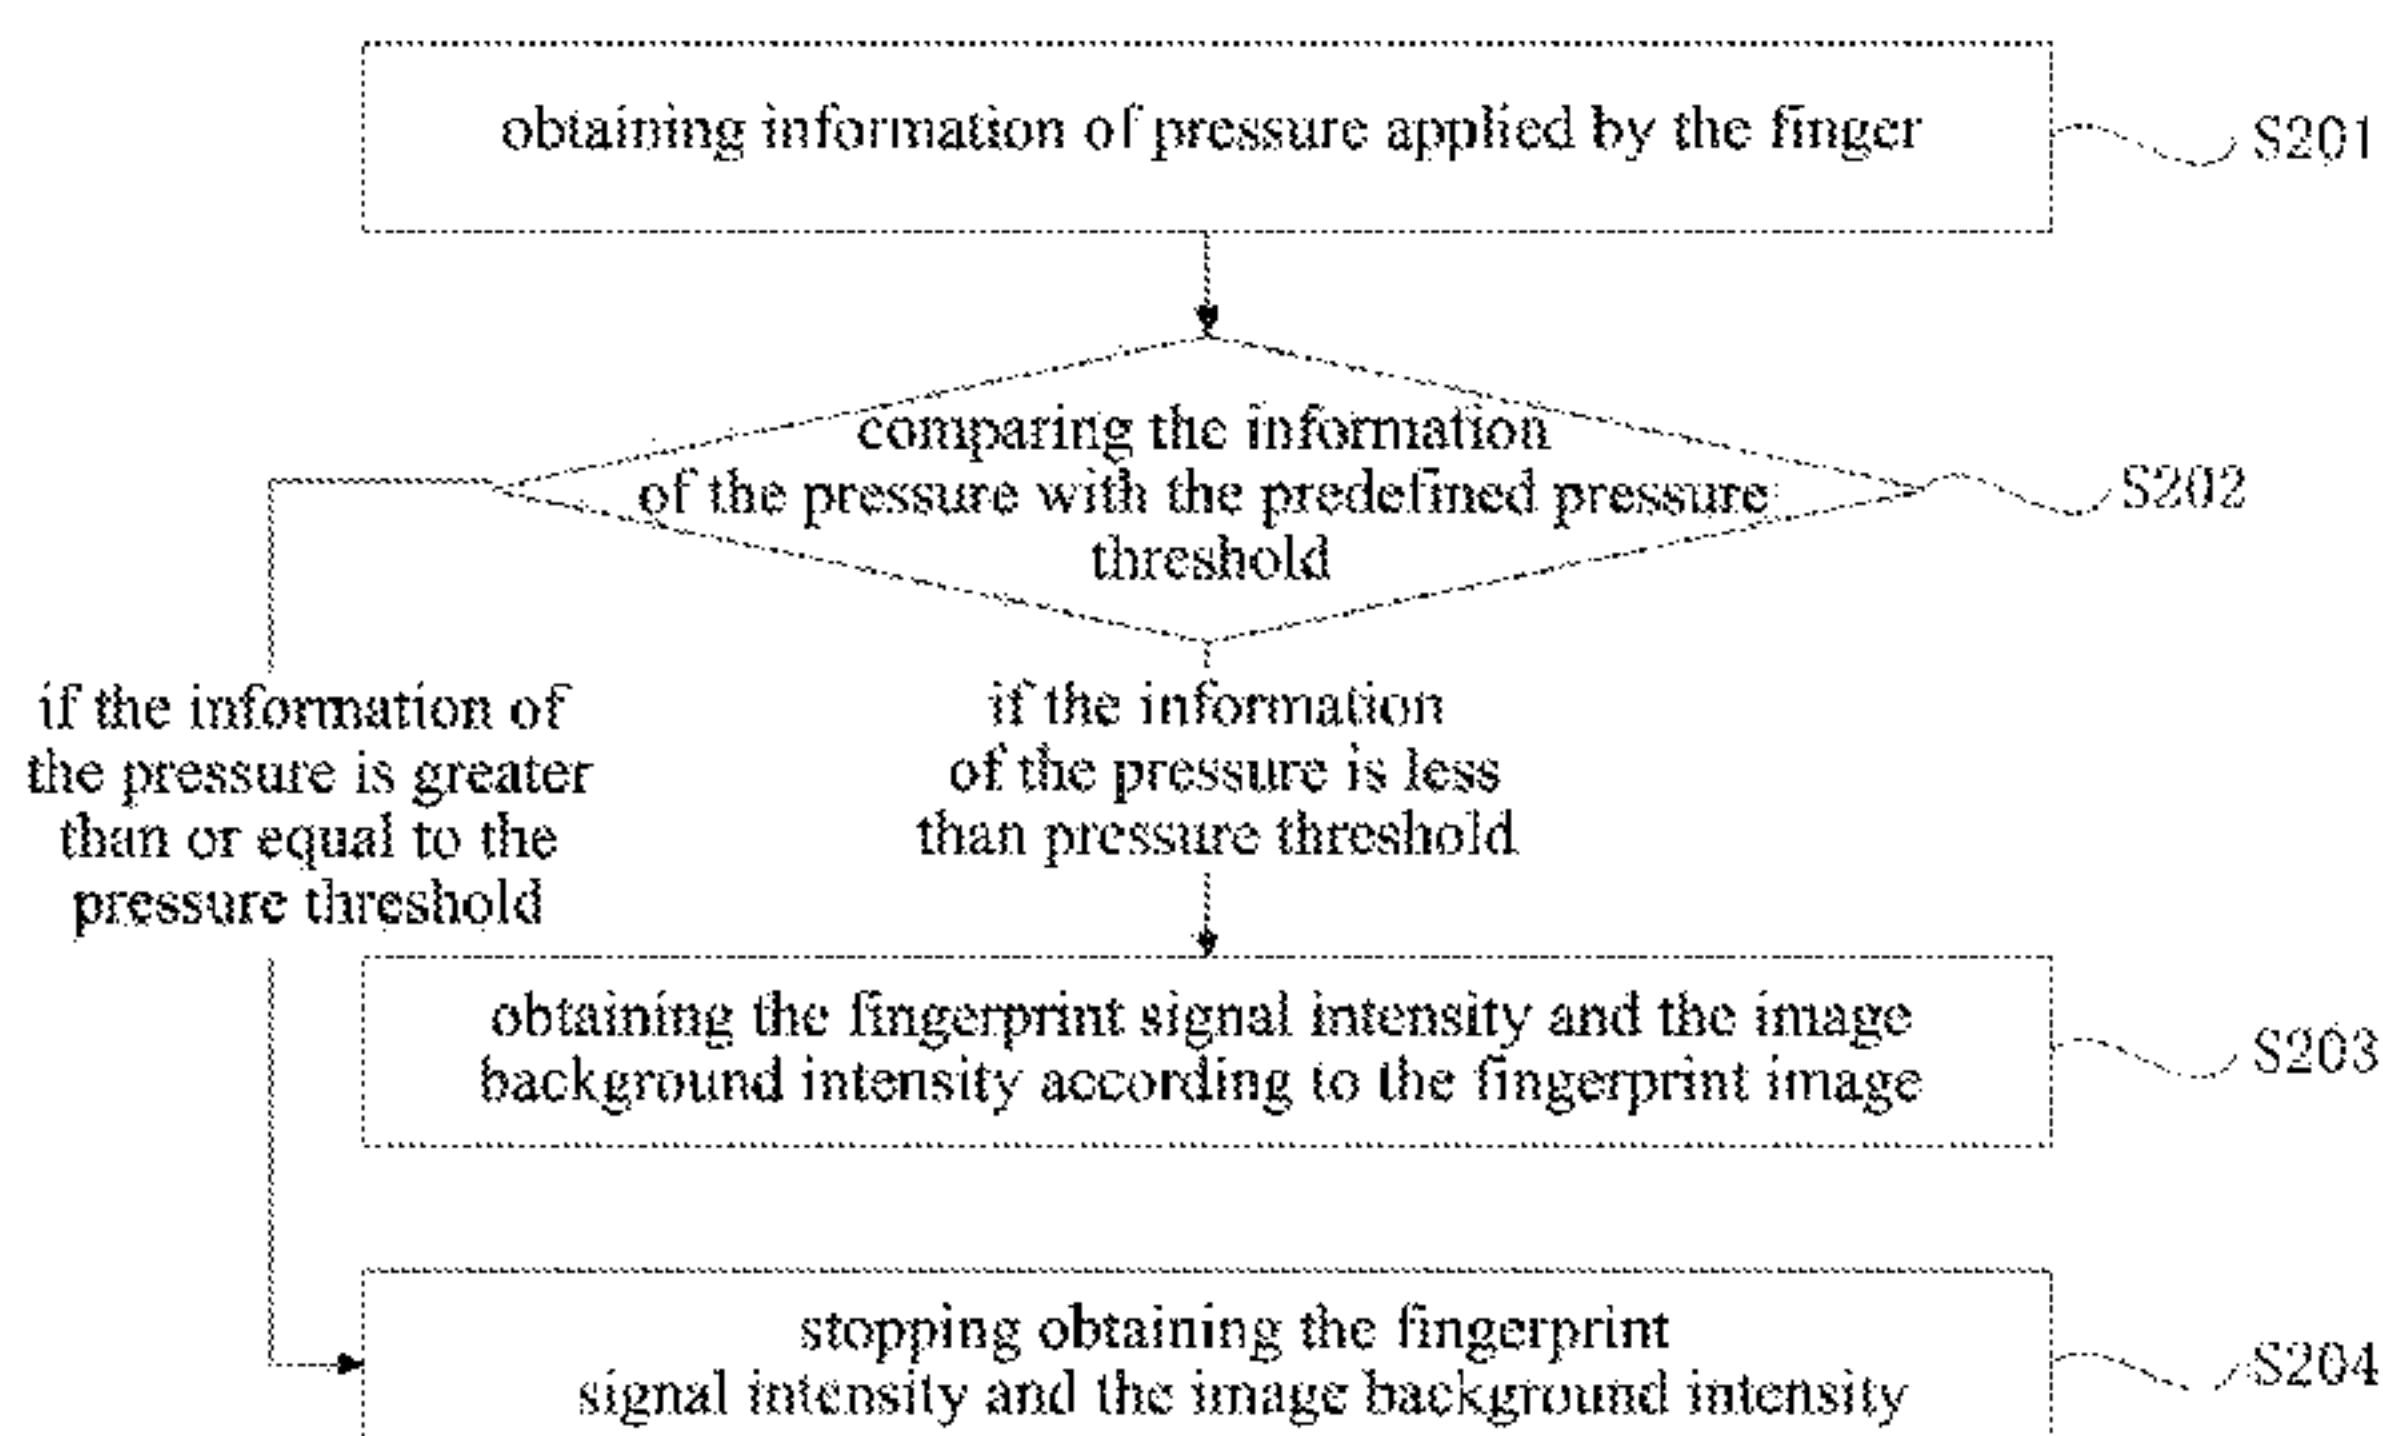 obtaining information of pressure applied by the finger
S201
comparing the information
of the pressure with the predefined pressure
threshold
S202
if the information of
the pressure is greater
than or equal to the
pressure threshold
if the information
of the pressure is less
than pressure threshold
obtaining the fingerprint signal intensity and the image
background intensity according to the fingerprint image
S203
stopping obtaining the fingerprint
signal intensity and the image background intensity
S204